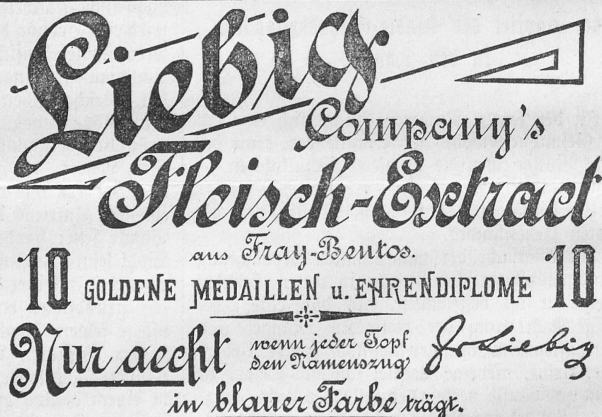 Liebig
Company's
Fleisch-Extract
aus Fray-Bentos.
10 GOLDENE MEDAILLEN u. EHRENDIPLOME 10
Nur aecht wenn jeder Topf
den Namenszug JvLiebig
in blauer Farbe trägt.